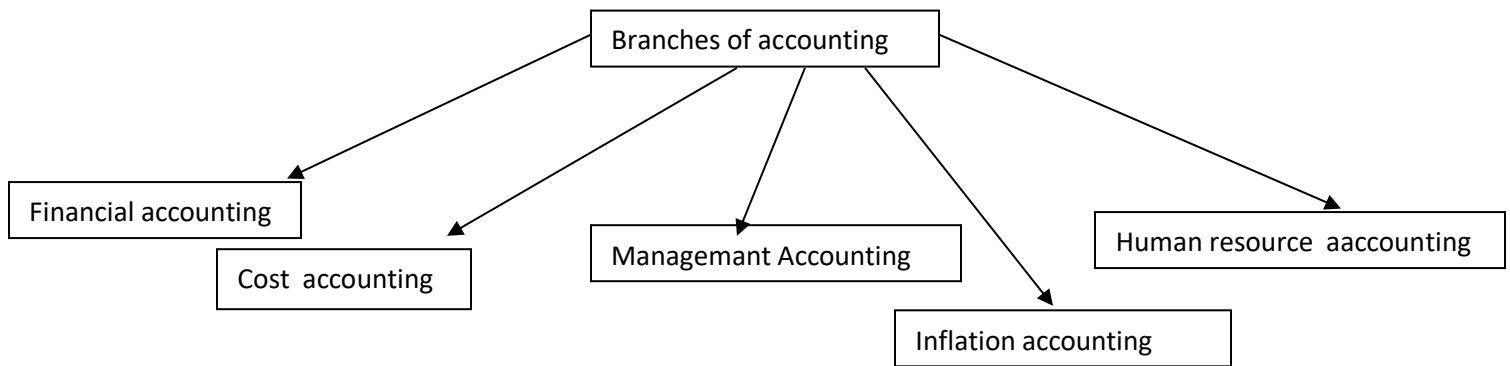 Branches of accounting
Financial accounting
Cost accounting
Managemant Accounting
Inflation accounting
Human resource aaccounting